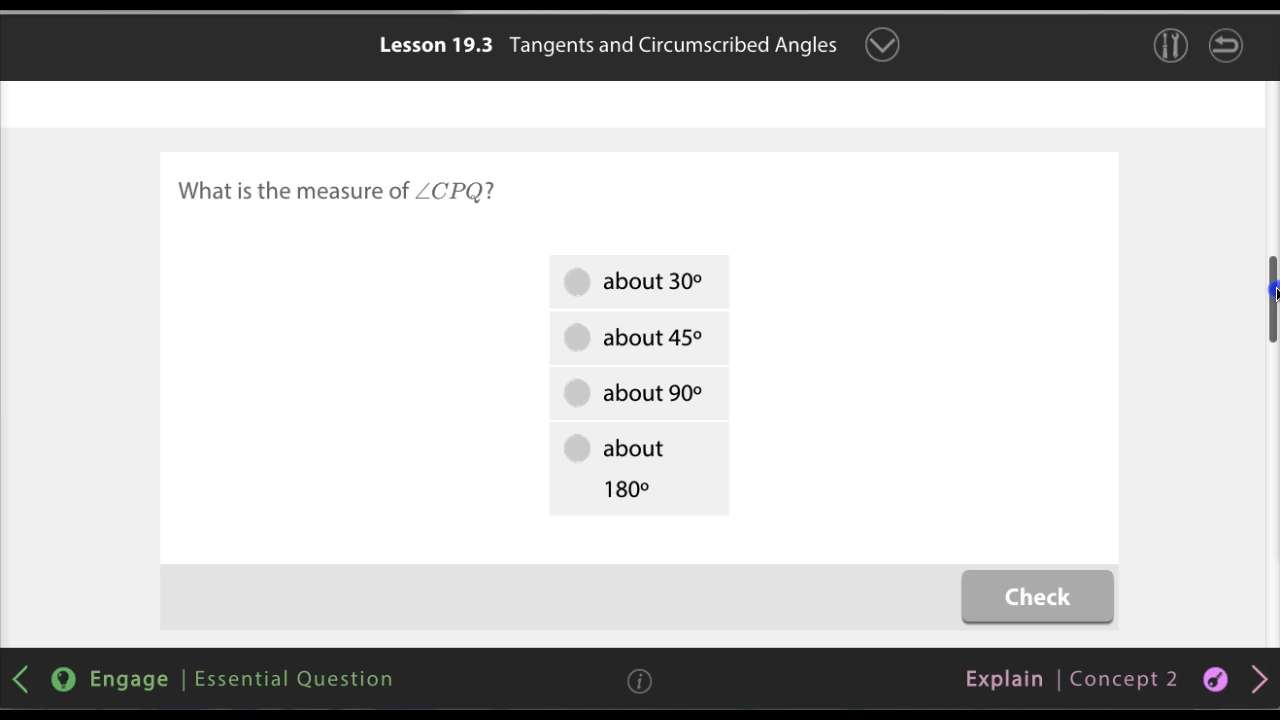 Lesson 19.3 Tangents and Circumscribed Angles
What is the measure of ∠CPQ?
about 30º
about 45º
about 90º
about
180º
Check
Engage | Essential Question
i
Explain | Concept 2